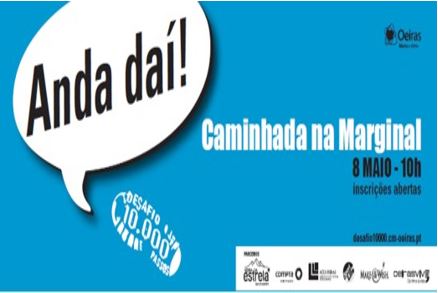 Anda daí!
Oeiras
Caminhada na Marginal
8 MAIO - 10h
inscrições abertas
DESAFIO
10.000
PASSOS
desafio10000.cm-oeiras.pt
estrela
compta